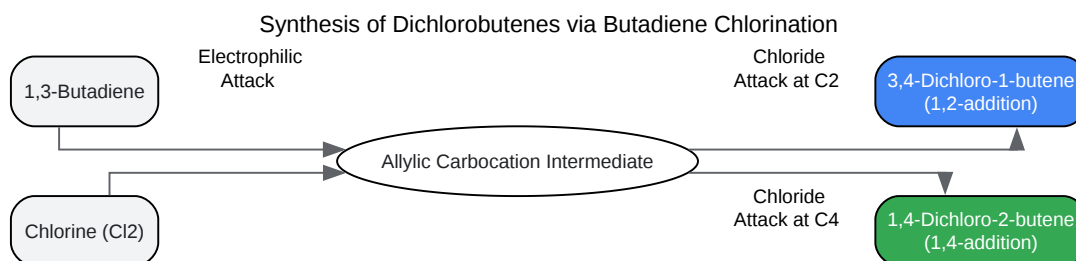 Synthesis of Dichlorobutenes via Butadiene Chlorination
Electrophilic
Attack
Chloride
Attack at C2
1,3-Butadiene
3,4-Dichloro-1-butene
(1,2-addition)
Allylic Carbocation Intermediate
Chlorine (Cl2)
Chloride
Attack at C4
1,4-Dichloro-2-butene
(1,4-addition)